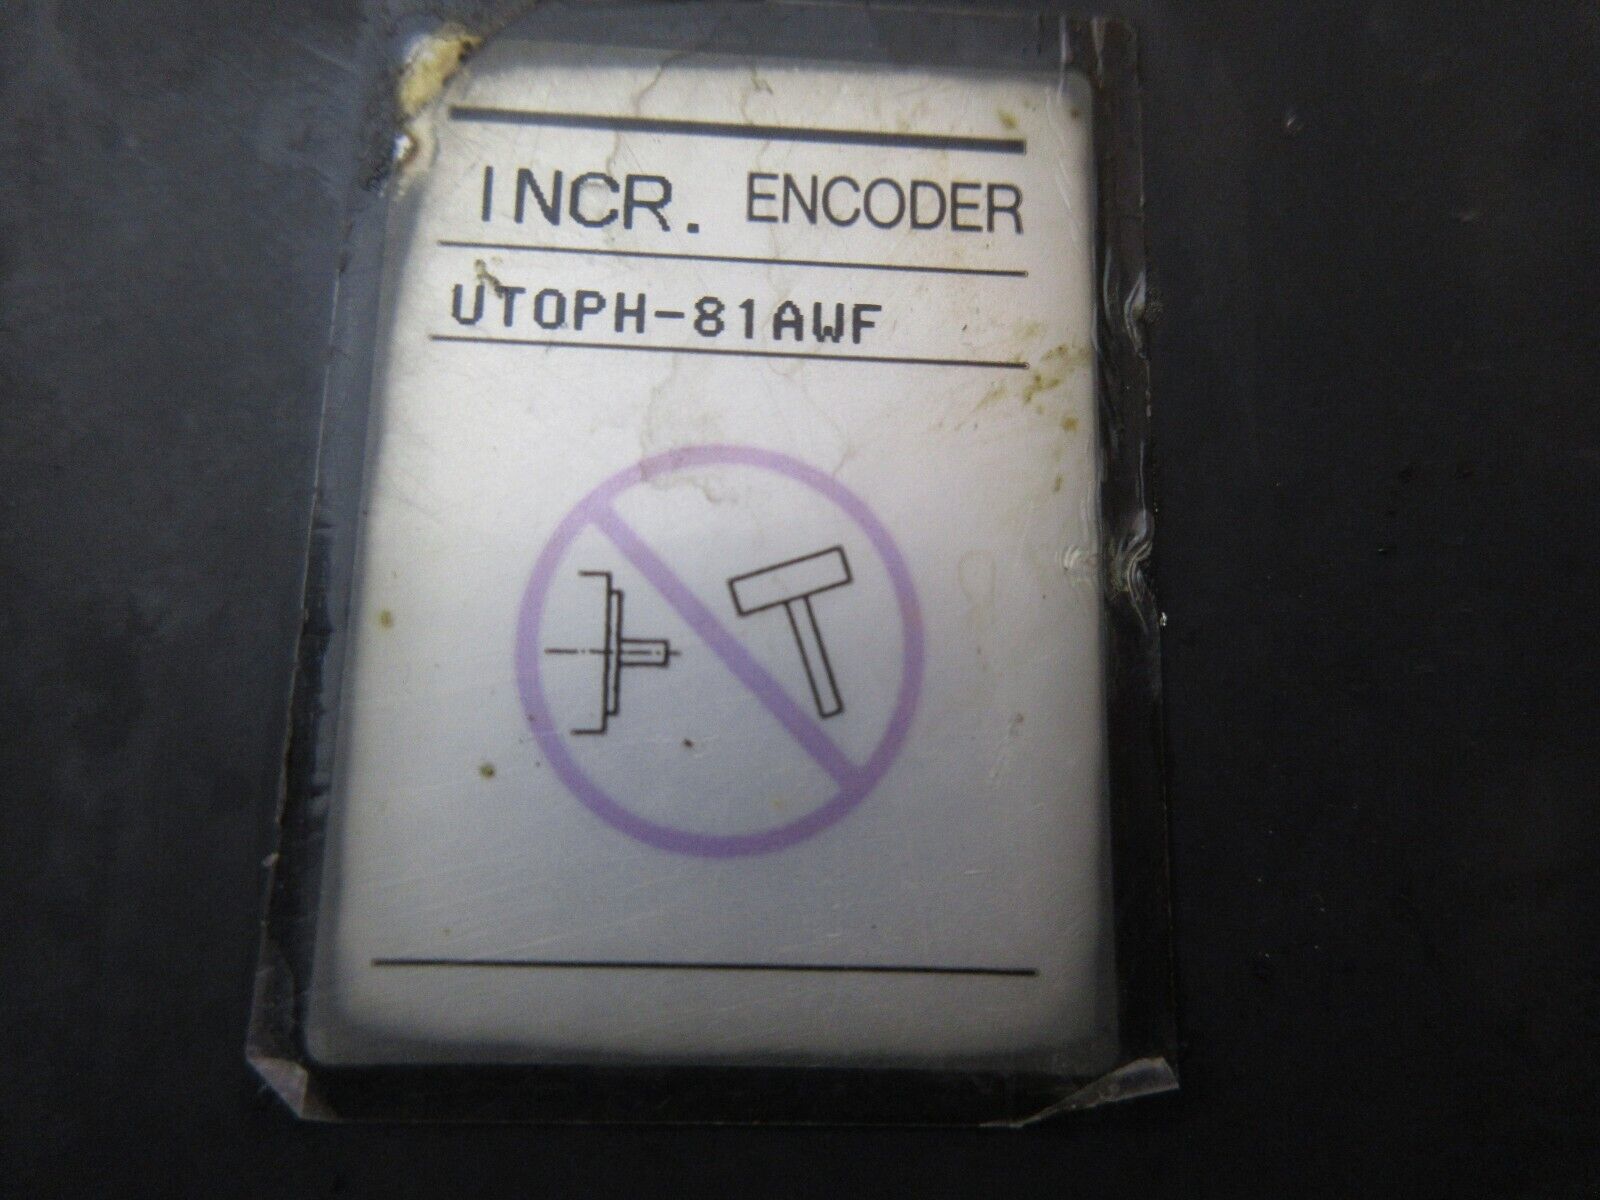 INCR. ENCODER
UTOPH-81AWF